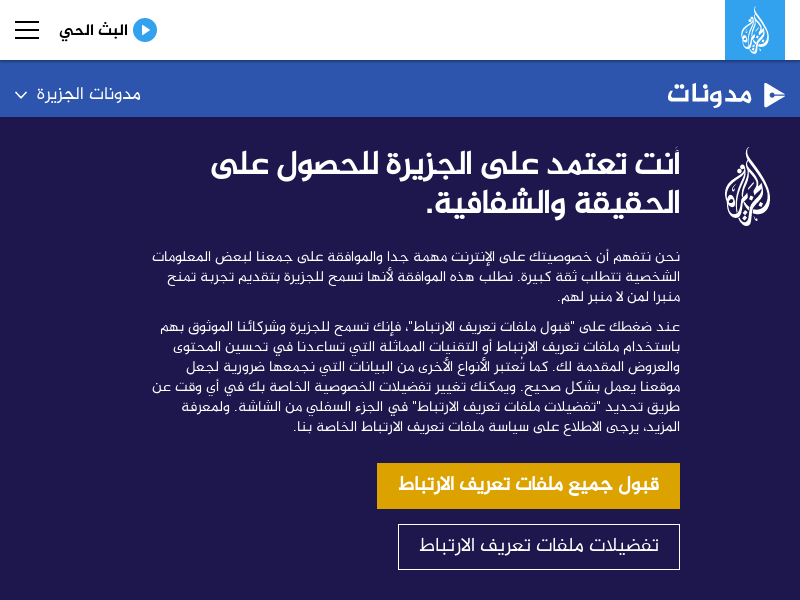 البث الحي
مدونات
مدونات الجزيرة
أنت تعتمد على الجزيرة للحصول على
الحقيقة والشفافية.
نحن نتفهم أن خصوصيتك على الإنترنت مهمة جدا والموافقة على جمعنا لبعض المعلومات
الشخصية تتطلب ثقة كبيرة. نطلب هذه الموافقة لأنها تسمح للجزيرة بتقديم تجربة تمنح
منبرا لمن لا منبر لهم.
عند ضغطك على "قبول ملفات تعريف الارتباط"، فإنك تسمح للجزيرة وشركائنا الموثوق بهم
باستخدام ملفات تعريف الارتباط أو التقنيات المماثلة التي تساعدنا في تحسين المحتوى
والعروض المقدمة لك. كما تُعتبر الأنواع الأخرى من البيانات التي نجمعها ضرورية لجعل
موقعنا يعمل بشكل صحيح. ويمكنك تغيير تفضيلات الخصوصية الخاصة بك في أي وقت عن
طريق تحديد "تفضيلات ملفات تعريف الارتباط" في الجزء السفلي من الشاشة. ولمعرفة
المزيد، يرجى الاطلاع على سياسة ملفات تعريف الارتباط الخاصة بنا.
قبول جميع ملفات تعريف الارتباط
تفضيلات ملفات تعريف الارتباط